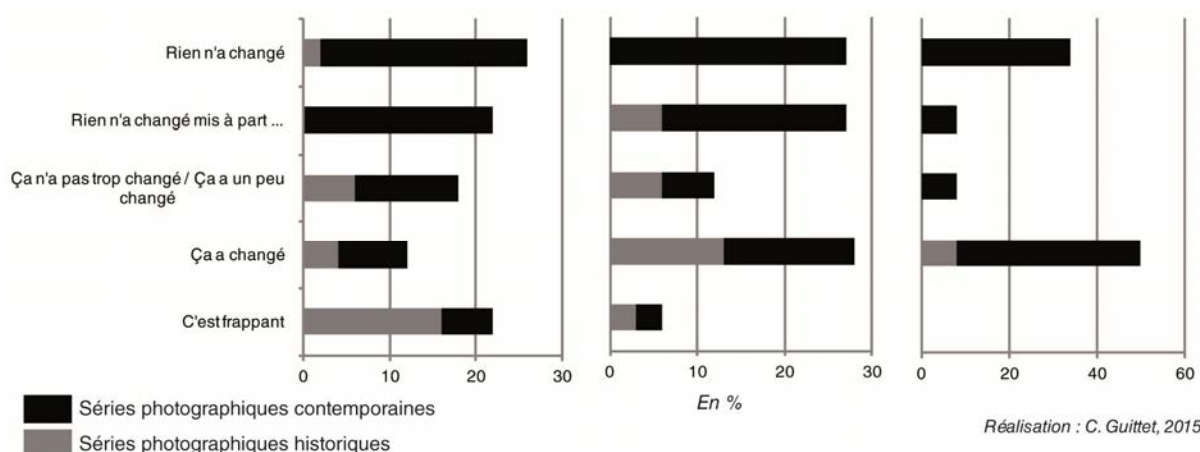 Rien n'a changé
Rien n'a changé mis à part ...
Ça n'a pas trop changé / Ça a un peu
changé
Ça a changé
C'est frappant
0 10 20 30
0 10 20 30
0 20 40 60
En %
Séries photographiques contemporaines
Séries photographiques historiques
Réalisation : C. Guittet, 2015